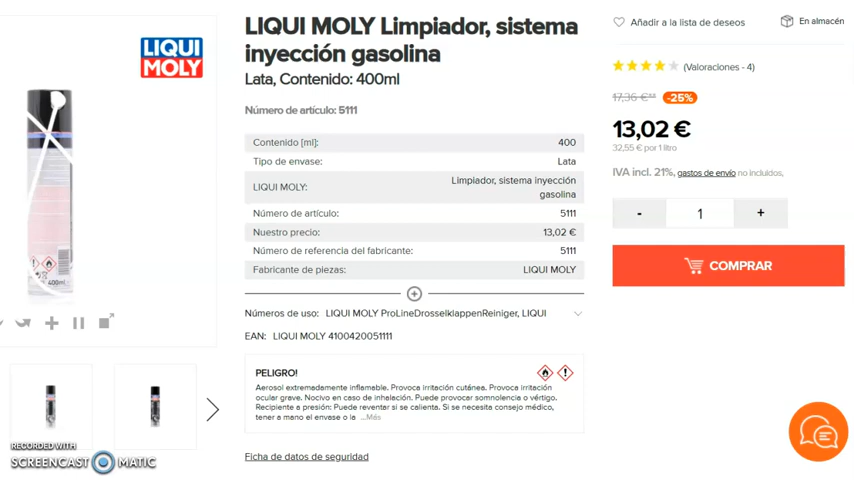 LIQUI MOLY Limpiador, sistema
inyección gasolina
Lata, Contenido: 400ml
Número de artículo: 5111
LIQUI
MOLY
400ml
Contenido [ml]: 400
Tipo de envase: Lata
LIQUI MOLY: Limpiador, sistema inyección
gasolina
Número de artículo: 5111
Nuestro precio: 13,02 €
Número de referencia del fabricante: 5111
Fabricante de piezas: LIQUI MOLY
Números de uso: LIQUI MOLY ProLineDrosselklappenReiniger, LIQUI
EAN: LIQUI MOLY 4100420051111
PELIGRO!
Aerosol extremadamente inflamable. Provoca irritación cutánea. Provoca irritación
ocular grave. Nocivo en caso de inhalación. Puede provocar somnolencia o vértigo.
Recipiente a presión: Puede reventar si se calienta. Si se necesita consejo médico,
tener a mano el envase o la ...Más
Ficha de datos de seguridad
Añadir a la lista de deseos
En almacén
(Valoraciones - 4)
17,36 €** -25%
13,02 €
32,55 € por 1 litro
IVA incl. 21%, gastos de envío no incluidos,
- 1 +
COMPRAR
RECORDED WITH
SCREENCAST MATIC